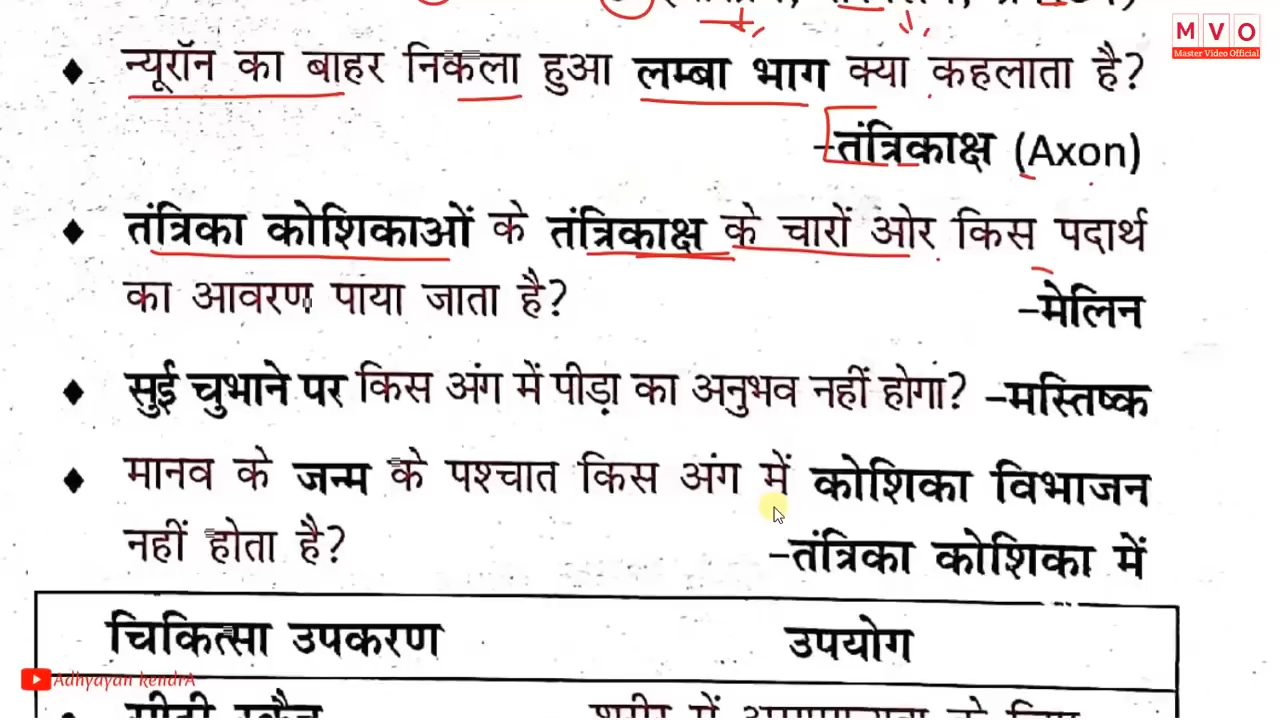 M V O
Master Video Official
♦ न्यूरॉन का बाहर निकला हुआ लम्बा भाग क्या कहलाता है?
–तंत्रिकाक्ष (Axon)
♦ तंत्रिका कोशिकाओं के तंत्रिकाक्ष के चारों ओर किस पदार्थ
का आवरण पाया जाता है? –मेलिन
♦ सुई चुभाने पर किस अंग में पीड़ा का अनुभव नहीं होगा? –मस्तिष्क
♦ मानव के जन्म के पश्चात किस अंग में कोशिका विभाजन
नहीं होता है? –तंत्रिका कोशिका में
चिकित्सा उपकरण उपयोग
Adhyayan kendrA